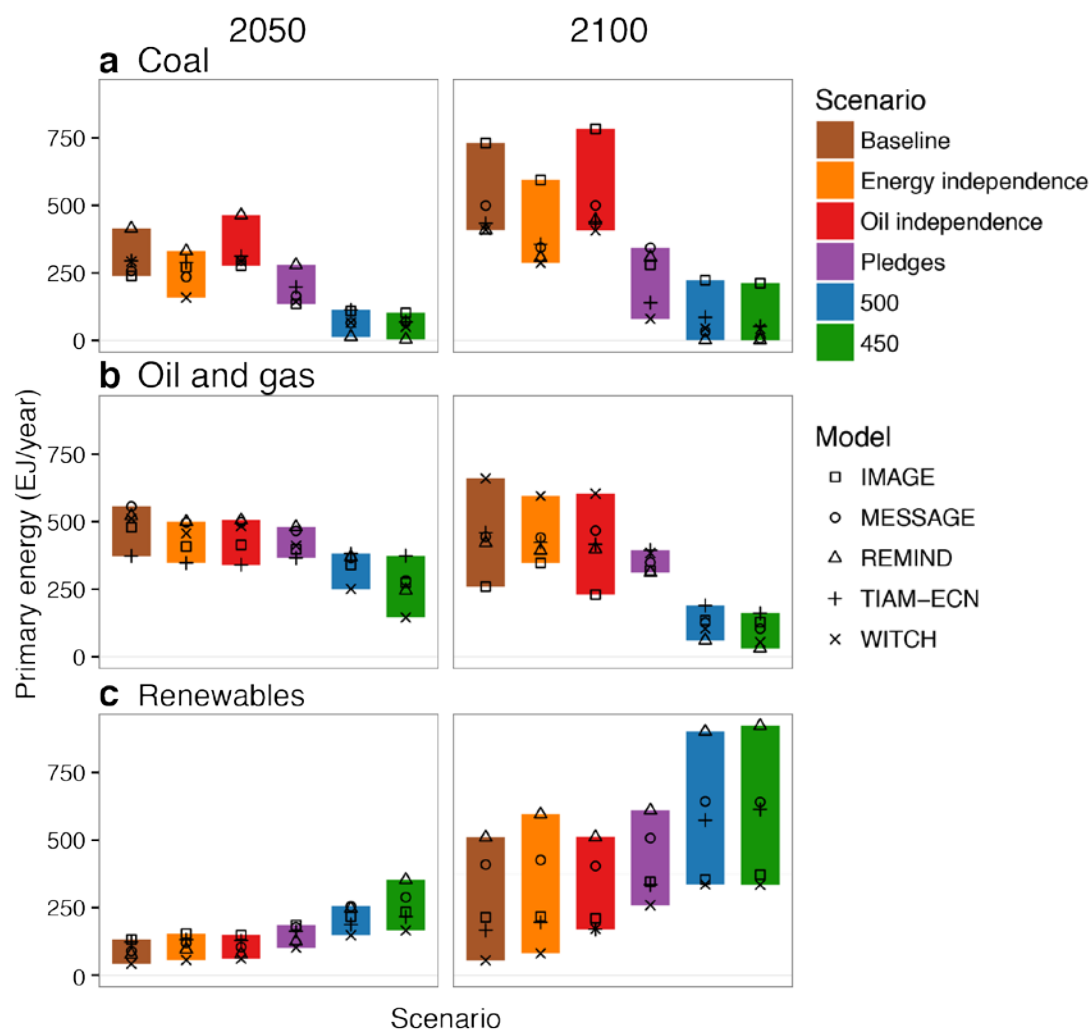 2050 2100
a Coal
750
500
250
0
b Oil and gas
750
500
250
0
c Renewables
750
500
250
0
Primary energy (EJ/year)
Scenario
Scenario
Baseline
Energy independence
Oil independence
Pledges
500
450
Model
IMAGE
MESSAGE
REMIND
TIAM−ECN
WITCH